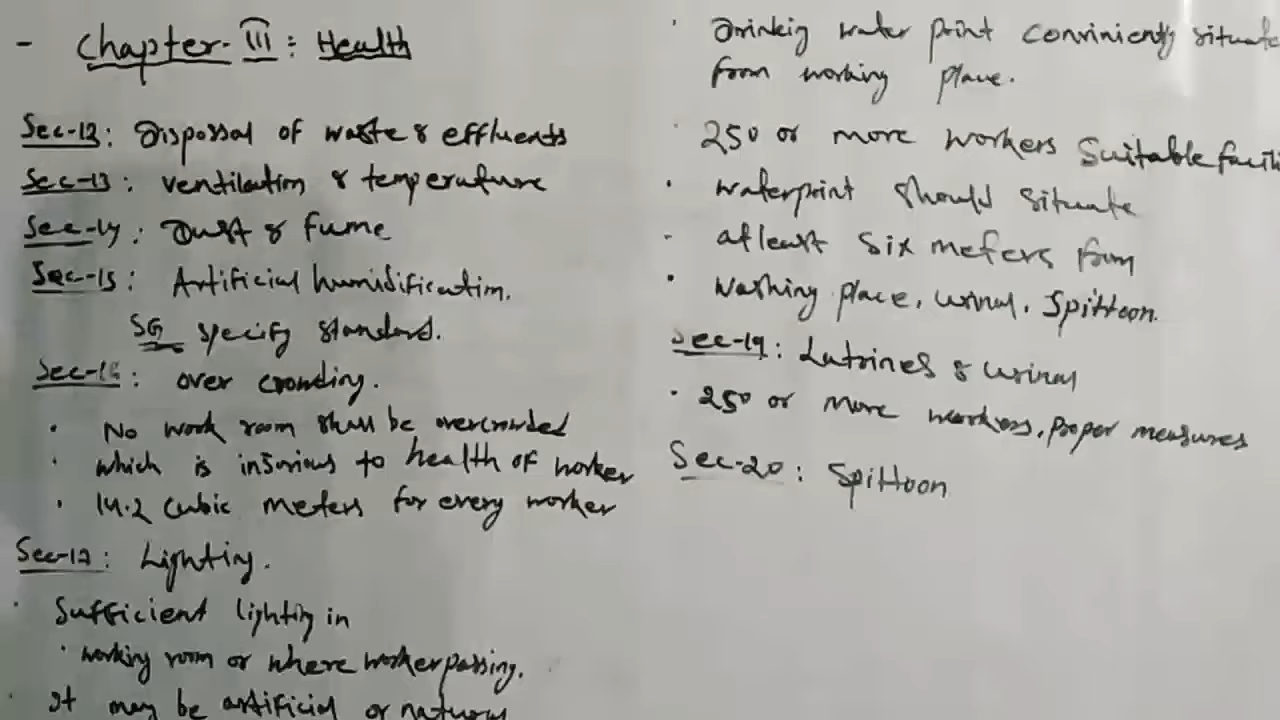 - Chapter-III: Health
Sec-12: Disposal of waste & effluents
Sec-13: ventilation & temperature
Sec-14: Dust & fume
Sec-15: Artificial humidification.
SG specify standard.
Sec-16: over crowding.
· No work room shall be overcrowded
· which is insorious to health of worker
· 14.2 cubic meters for every worker
Sec-17: Lighting.
· Sufficient lighting in
· working room or where worker passing.
· It may be artificial or natural
· Drinkig water point conviniently situate
from working place.
· 250 or more workers Suitable facili
· waterpoint should situate
- atleast six meters from
· washing place, urinal, Spittoon.
Sec-19: Latrines & urinal
· 250 or more workers, proper measures
Sec-20: Spittoon